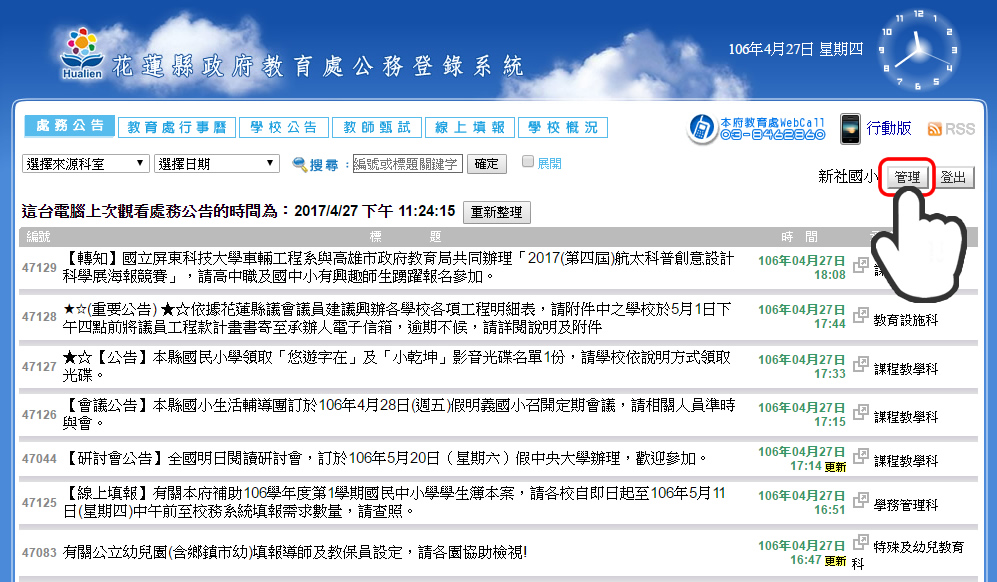 Hualien 花蓮縣政府教育處公務登錄系統
106年4月27日 星期四
12 1 2 3 4 5 6 7 8 9 10 11
處務公告 教育處行事曆 學校公告 教師甄試 線上填報 學校概況
本府教育處WebCall
03-8462860
行動版 RSS
選擇來源科室 選擇日期 搜尋： 編號或標題關鍵字 確定 展開
新社國小 管理 登出
這台電腦上次觀看處務公告的時間為：2017/4/27 下午 11:24:15 重新整理
編號 標 題 時 間
47129 【轉知】國立屏東科技大學車輛工程系與高雄市政府教育局共同辦理「2017(第四屆)航太科普創意設計
科學展海報競賽」，請高中職及國中小有興趣師生踴躍報名參加。
106年04月27日
18:08
47128 ★☆(重要公告) ★☆依據花蓮縣議會議員建議興辦各學校各項工程明細表，請附件中之學校於5月1日下
午四點前將議員工程款計畫書寄至承辦人電子信箱，逾期不候，請詳閱說明及附件
106年04月27日
17:44
教育設施科
47127 ★☆【公告】本縣國民小學領取「您遊字在」及「小乾坤」影音光碟名單1份，請學校依說明方式領取
光碟。
106年04月27日
17:33
課程教學科
47126 【會議公告】本縣國小生活輔導團訂於106年4月28日(週五)假明義國小召開定期會議，請相關人員準時
與會。
106年04月27日
17:15
課程教學科
47044 【研討會公告】全國明日閱讀研討會，訂於106年5月20日（星期六）假中央大學辦理，歡迎參加。
106年04月27日
17:14 更新
課程教學科
47125 【線上填報】有關本府補助106學年度第1學期國民中小學學生簿本案，請各校自即日起至106年5月11
日(星期四)中午前至校務系統填報需求數量，請查照。
106年04月27日
16:51
學務管理科
47083 有關公立幼兒園(含鄉鎮市幼)填報導師及教保員設定，請各園協助檢視!
106年04月27日
16:47 更新
特殊及幼兒教育
科